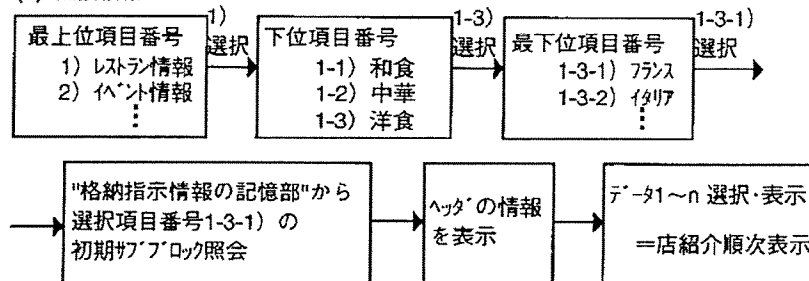 1)
選択
1-3)
選択
1-3-1)
選択
最上位項目番号
1) レストラン情報
2) イベント情報
下位項目番号
1-1) 和食
1-2) 中華
1-3) 洋食
最下位項目番号
1-3-1) フランス
1-3-2) イタリア
"格納指示情報の記憶部"から
選択項目番号1-3-1) の
初期サブブロック照会
ヘッダの情報
を表示
データ1~n 選択・表示
=店紹介順次表示